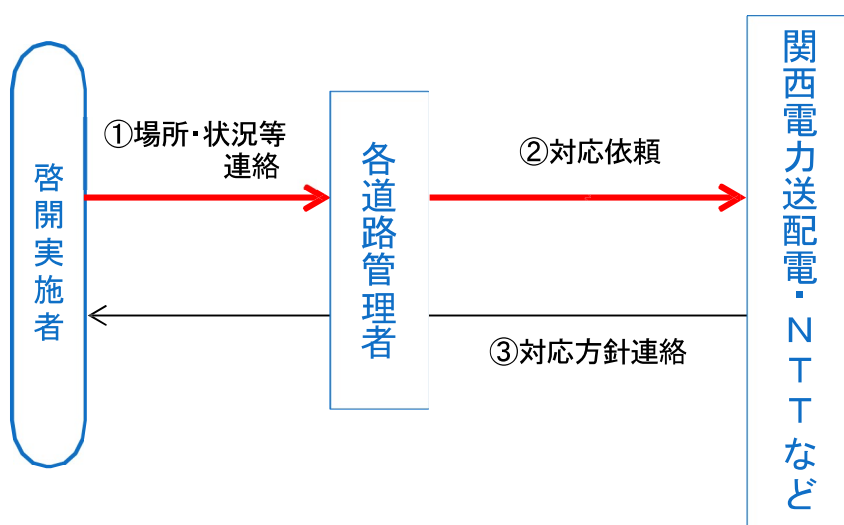 啓開実施者
①場所・状況等
連絡
各道路管理者
②対応依頼
③対応方針連絡
関西電力送配電・NTTなど